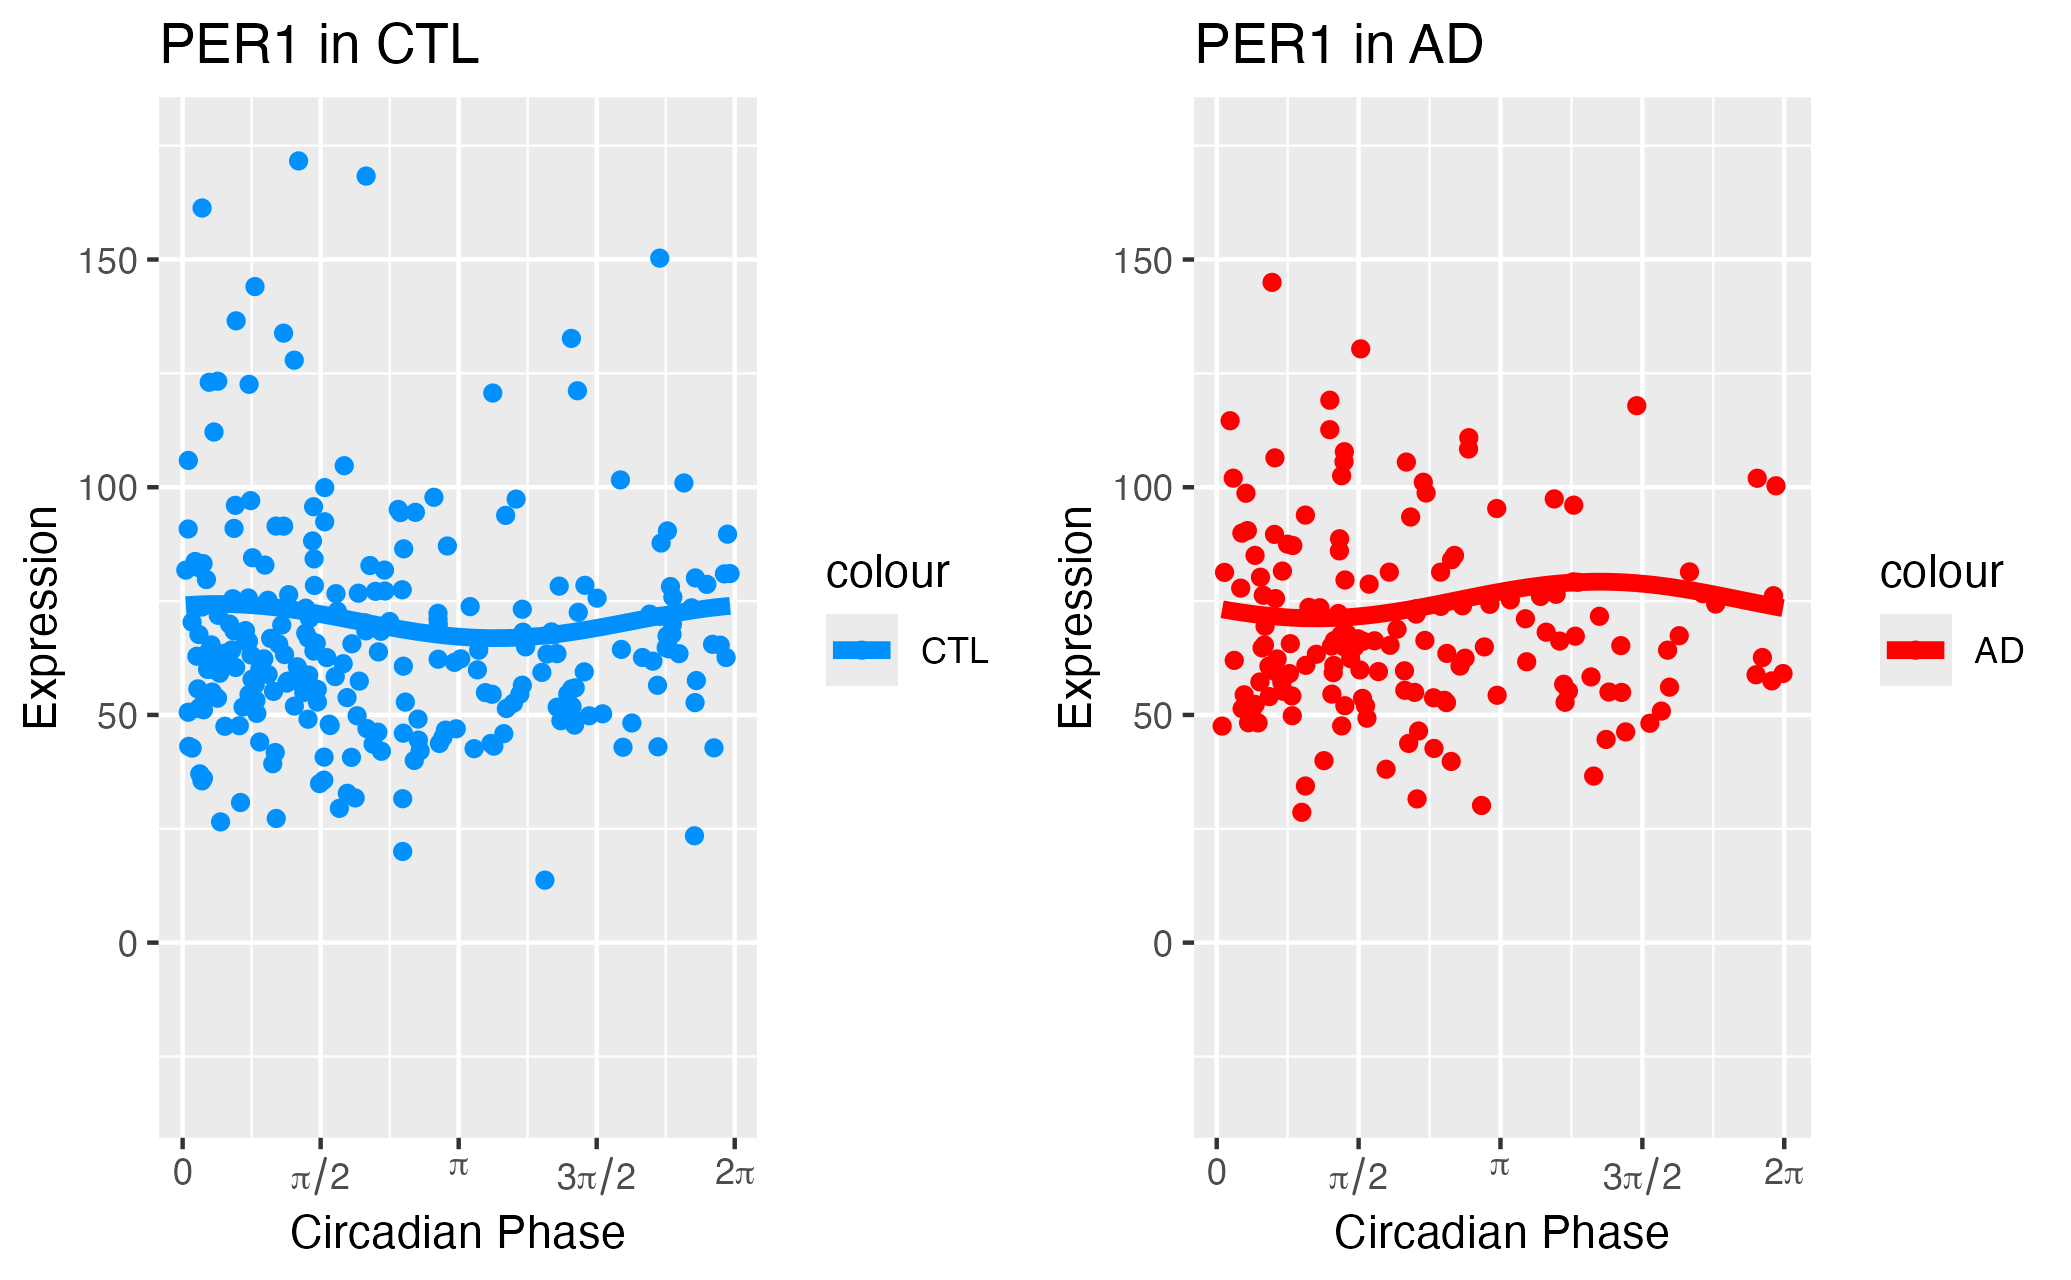 PER1 in CTL
Expression
150
100
50
0
0 π/2 π 3π/2 2π
Circadian Phase
colour
CTL
PER1 in AD
Expression
150
100
50
0
0 π/2 π 3π/2 2π
Circadian Phase
colour
AD